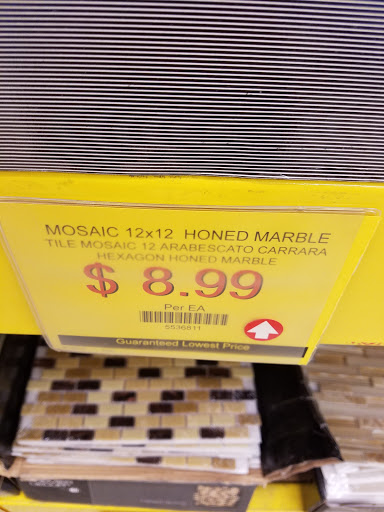 MOSAIC 12x12 HONED MARBLE
TILE MOSAIC 12 ARABESCATO CARRARA
HEXAGON HONED MARBLE
$ 8.99
Per EA
5536811
Guaranteed Lowest Price